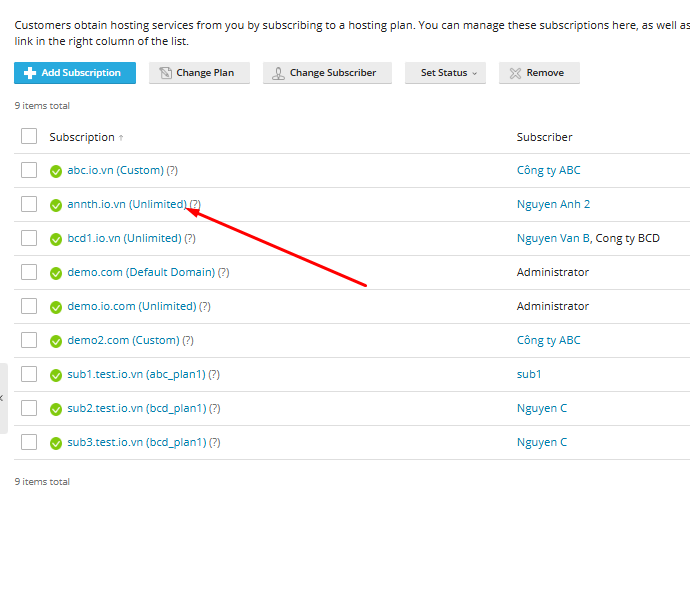 Customers obtain hosting services from you by subscribing to a hosting plan. You can manage these subscriptions here, as well as
link in the right column of the list.
Add Subscription Change Plan Change Subscriber Set Status Remove
9 items total
Subscription ↑ Subscriber
abc.io.vn (Custom) (?) Công ty ABC
annth.io.vn (Unlimited) (?) Nguyen Anh 2
bcd1.io.vn (Unlimited) (?) Nguyen Van B, Cong ty BCD
demo.com (Default Domain) (?) Administrator
demo.io.com (Unlimited) (?) Administrator
demo2.com (Custom) (?) Công ty ABC
sub1.test.io.vn (abc_plan1) (?) sub1
sub2.test.io.vn (bcd_plan1) (?) Nguyen C
sub3.test.io.vn (bcd_plan1) (?) Nguyen C
9 items total